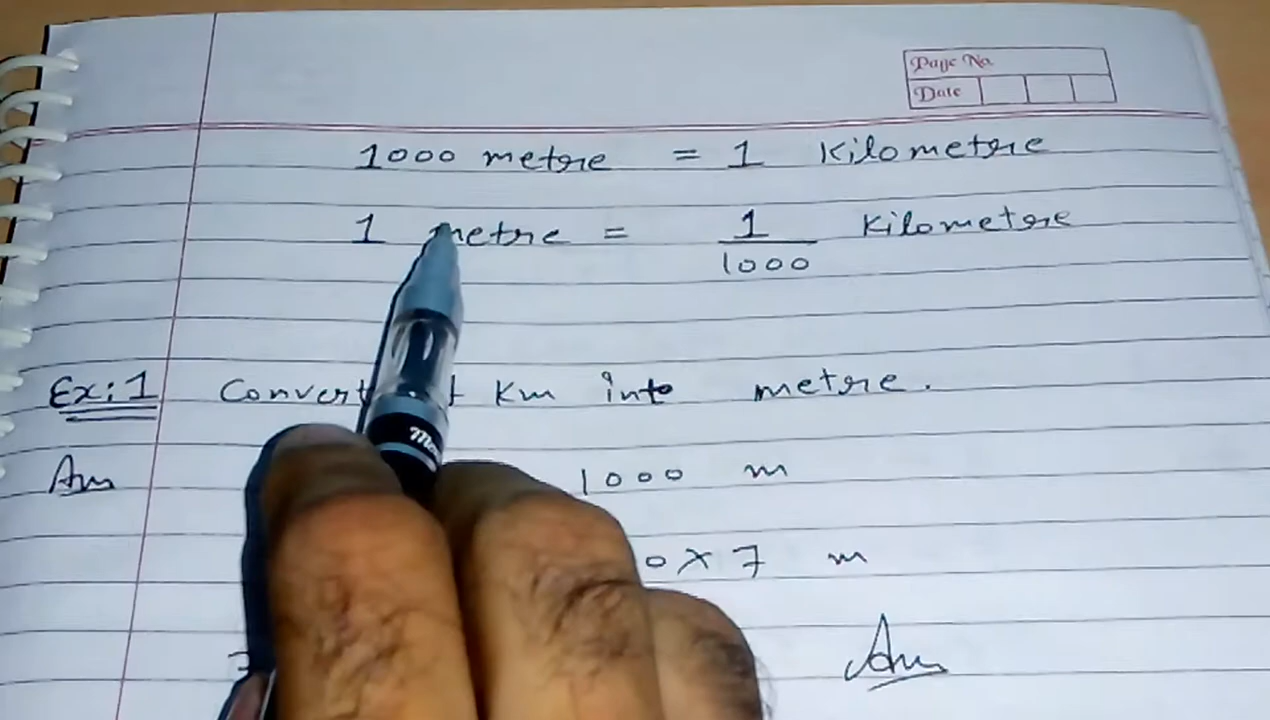 Page No.
Date
1000 metre = 1 Kilometre
1 metre = 1/1000 Kilometre
Ex:1 Convert Km into metre.
Ans 1000 m
0 X 7 m
Ans